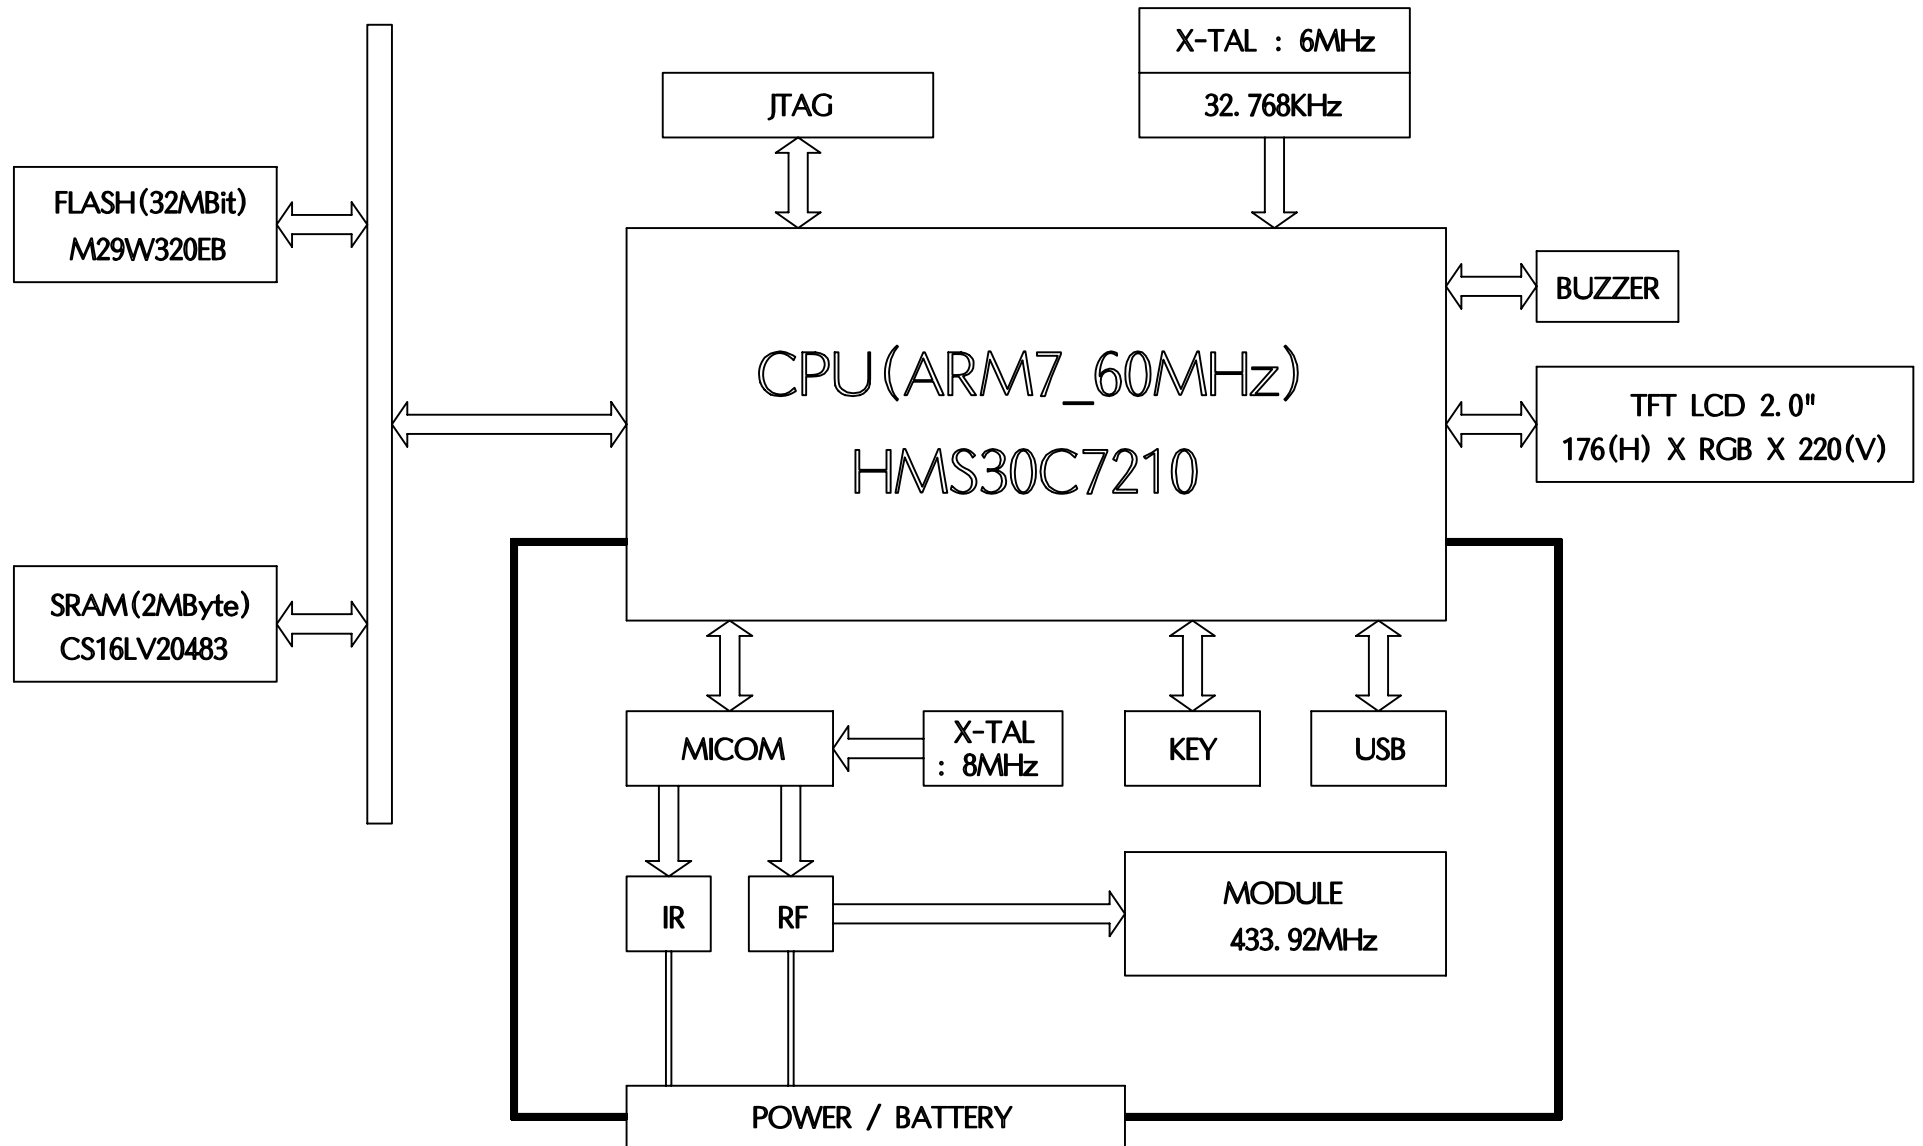 X-TAL : 6MHz
32.768KHz
JTAG
FLASH(32MBit)
M29W320EB
BUZZER
CPU(ARM7_60MHz)
HMS30C7210
TFT LCD 2.0"
176(H) X RGB X 220(V)
SRAM(2MByte)
CS16LV20483
MICOM
X-TAL
: 8MHz
KEY
USB
IR
RF
MODULE
433.92MHz
POWER / BATTERY